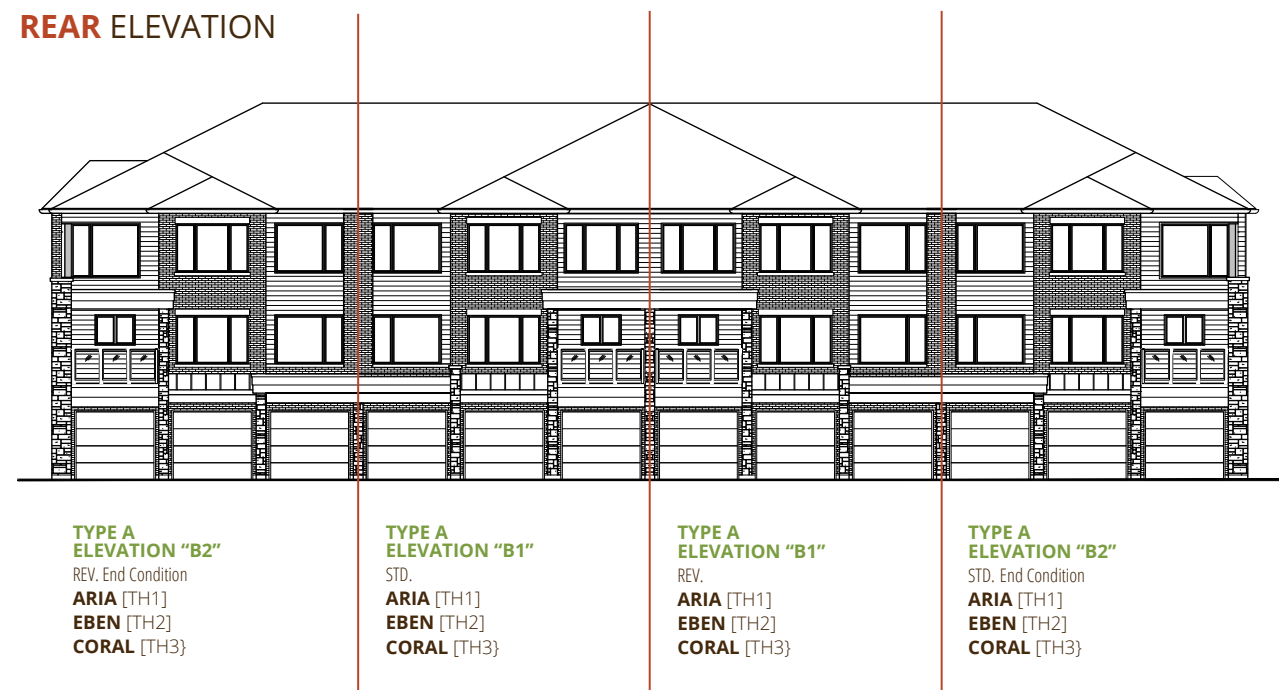 REAR ELEVATION
TYPE A
ELEVATION “B2”
REV. End Condition
ARIA [TH1]
EBEN [TH2]
CORAL [TH3}
TYPE A
ELEVATION “B1”
STD.
ARIA [TH1]
EBEN [TH2]
CORAL [TH3}
TYPE A
ELEVATION “B1”
REV.
ARIA [TH1]
EBEN [TH2]
CORAL [TH3}
TYPE A
ELEVATION “B2”
STD. End Condition
ARIA [TH1]
EBEN [TH2]
CORAL [TH3}